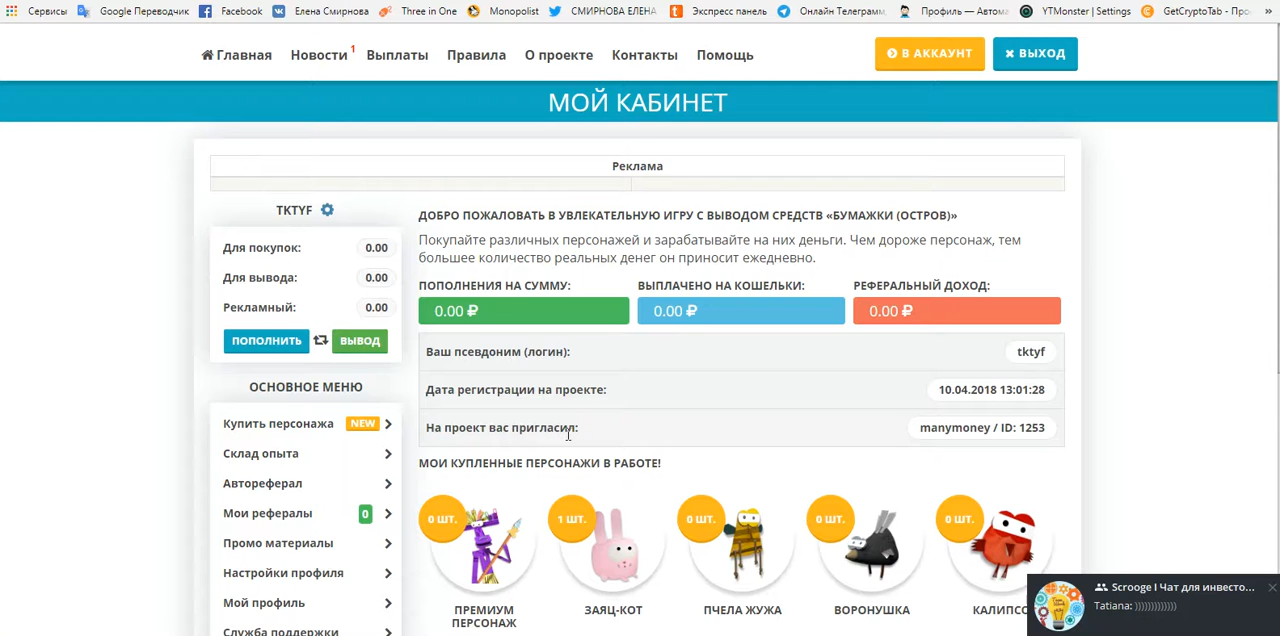 Сервисы Google Переводчик Facebook Елена Смирнова Three in One Monopolist СМИРНОВА ЕЛЕНА Экспресс панель Онлайн Телеграмм Профиль — Автома YTMonster | Settings GetCryptoTab - Про »
Главная Новости 1 Выплаты Правила О проекте Контакты Помощь В АККАУНТ ВЫХОД
МОЙ КАБИНЕТ
Реклама
TKTYF
Для покупок: 0.00
Для вывода: 0.00
Рекламный: 0.00
ПОПОЛНИТЬ ВЫВОД
ОСНОВНОЕ МЕНЮ
Купить персонажа NEW
Склад опыта
Автореферал
Мои рефералы 0
Промо материалы
Настройки профиля
Мой профиль
Служба поддержки
ДОБРО ПОЖАЛОВАТЬ В УВЛЕКАТЕЛЬНУЮ ИГРУ С ВЫВОДОМ СРЕДСТВ «БУМАЖКИ (ОСТРОВ)»
Покупайте различных персонажей и зарабатывайте на них деньги. Чем дороже персонаж, тем
большее количество реальных денег он приносит ежедневно.
ПОПОЛНЕНИЯ НА СУММУ: ВЫПЛАЧЕНО НА КОШЕЛЬКИ: РЕФЕРАЛЬНЫЙ ДОХОД:
0.00 ₽ 0.00 ₽ 0.00 ₽
Ваш псевдоним (логин): tktyf
Дата регистрации на проекте: 10.04.2018 13:01:28
На проект вас пригласил: manymoney / ID: 1253
МОИ КУПЛЕННЫЕ ПЕРСОНАЖИ В РАБОТЕ!
0 ШТ. 1 ШТ. 0 ШТ. 0 ШТ. 0 ШТ.
ПРЕМИУМ ЗАЯЦ-КОТ ПЧЕЛА ЖУЖА ВОРОНУШКА КАЛИПСО
ПЕРСОНАЖ
Scrooge I Чат для инвесто...
Tatiana: ))))))))))))